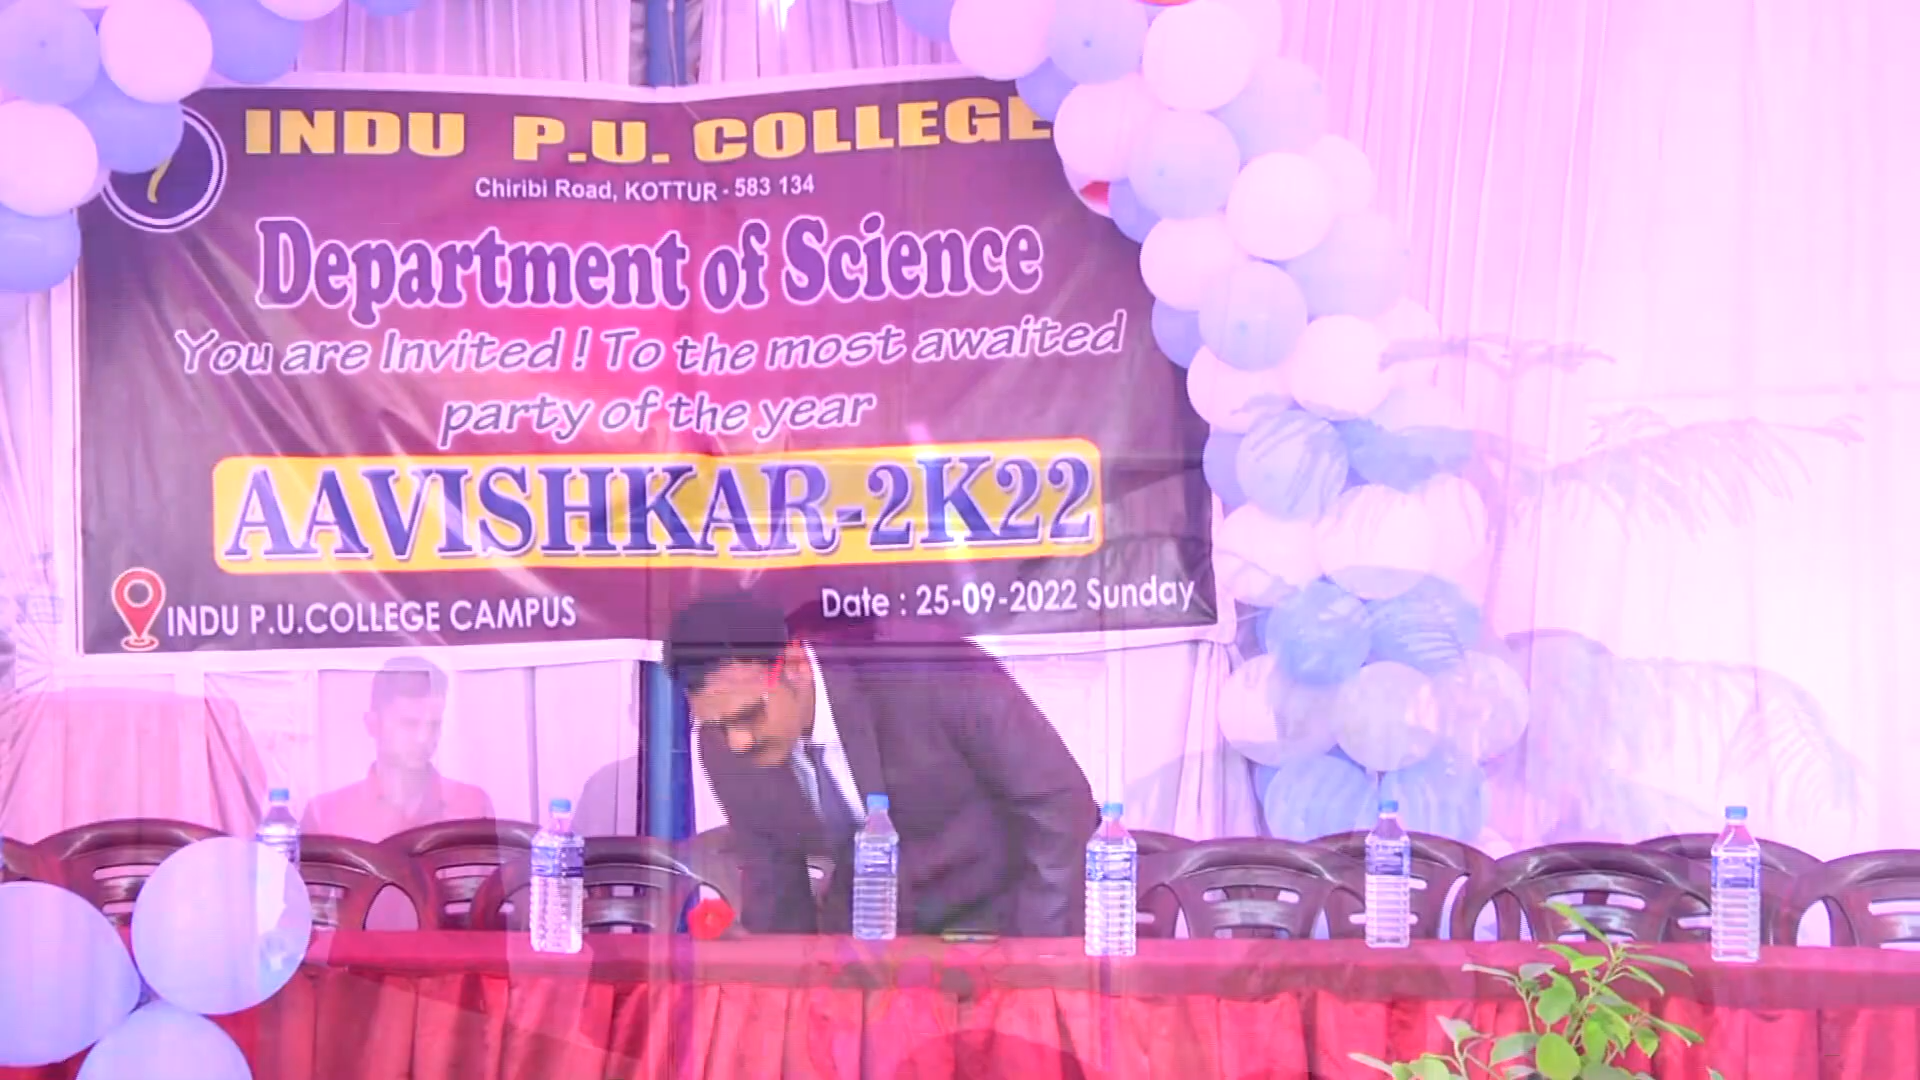 INDU P.U. COLLEGE
Chiribi Road, KOTTUR - 583 134
Department of Science
You are Invited ! To the most awaited
party of the year
AAVISHKAR-2K22
INDU P.U.COLLEGE CAMPUS
Date : 25-09-2022 Sunday